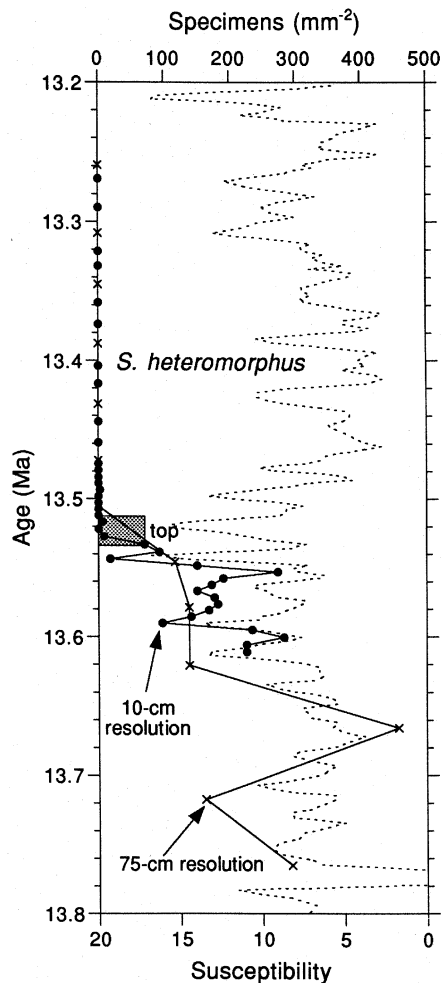 Specimens (mm-2)
0 100 200 300 400 500
13.2
13.3
S. heteromorphus
13.4
Age (Ma)
13.5
top
13.6
10-cm
resolution
13.7
75-cm resolution
13.8
20 15 10 5 0
Susceptibility